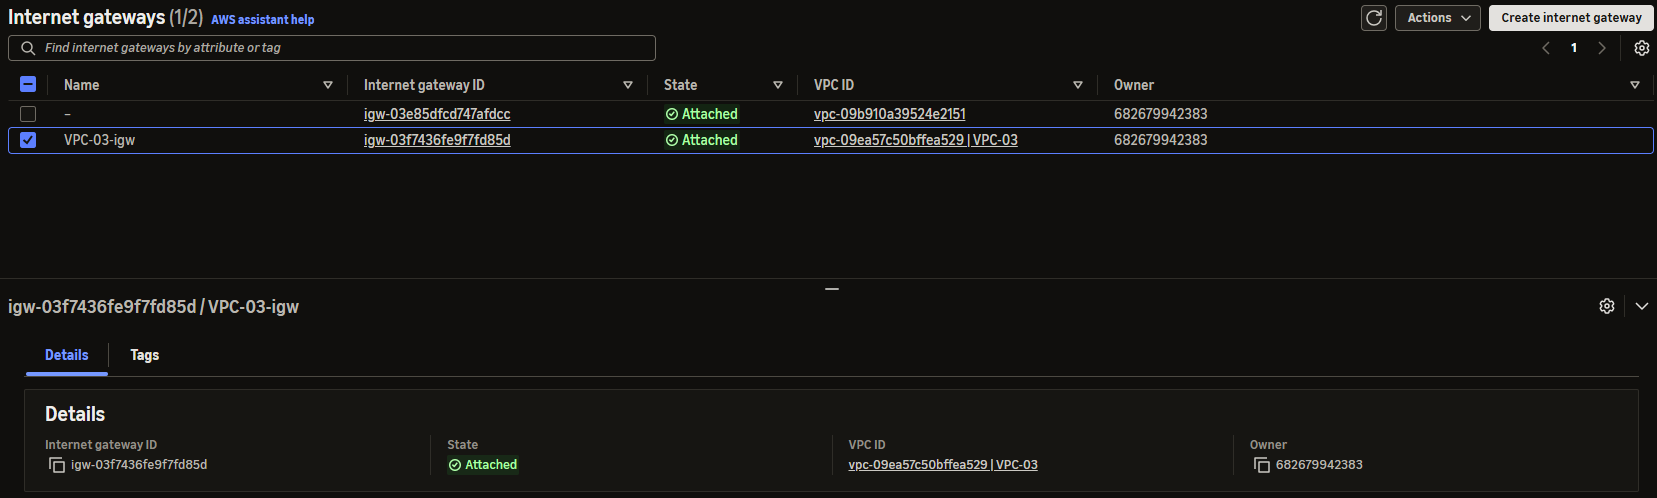 Internet gateways (1/2) AWS assistant help
Actions
Create internet gateway
Find internet gateways by attribute or tag
1
Name Internet gateway ID State VPC ID Owner
– igw-03e85dfcd747afdcc Attached vpc-09b910a39524e2151 682679942383
VPC-03-igw igw-03f7436fe9f7fd85d Attached vpc-09ea57c50bffea529 | VPC-03 682679942383
igw-03f7436fe9f7fd85d / VPC-03-igw
Details Tags
Details
Internet gateway ID State VPC ID Owner
igw-03f7436fe9f7fd85d Attached vpc-09ea57c50bffea529 | VPC-03 682679942383